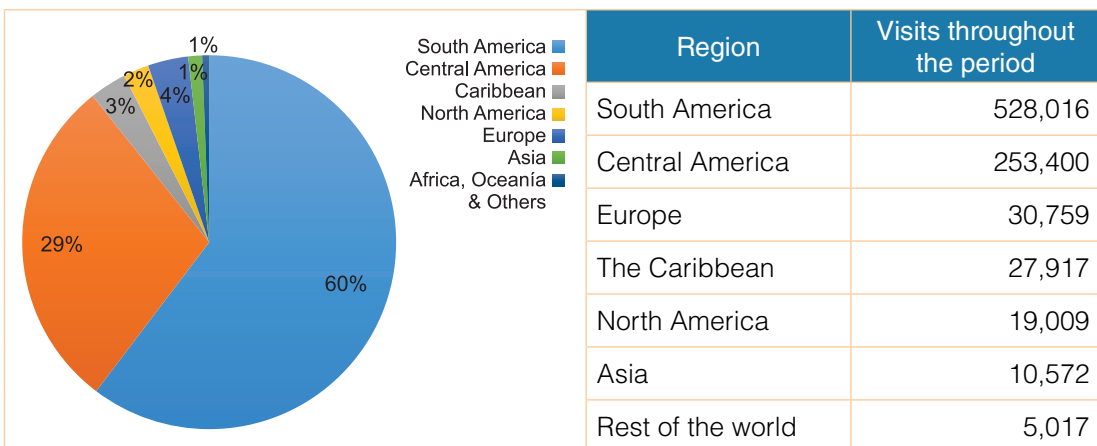 1%
2%
1%
4%
3%
29%
60%
South America
Central America
Caribbean
North America
Europe
Asia
Africa, Oceanía
& Others
Region
Visits throughout
the period
South America 528,016
Central America 253,400
Europe 30,759
The Caribbean 27,917
North America 19,009
Asia 10,572
Rest of the world 5,017